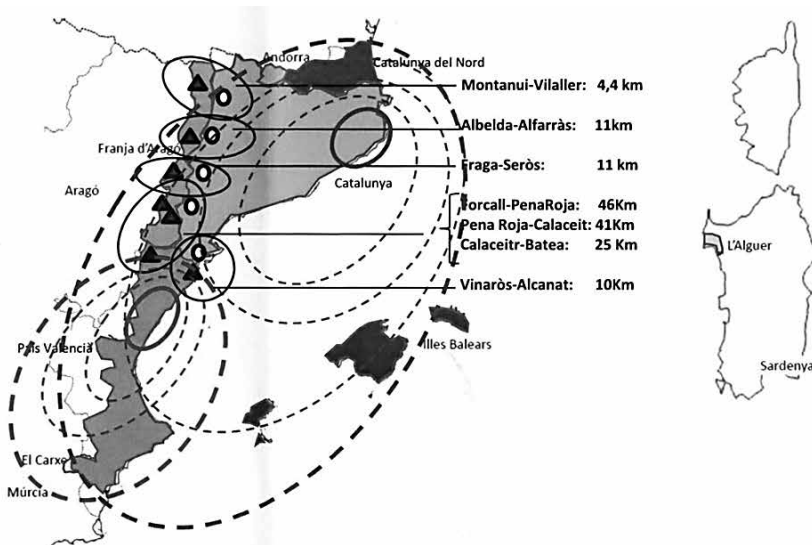 Andorra
Catalunya del Nord
Montanui-Vilaller: 4,4 km
Albelda-Alfarràs: 11km
Franja d'Aragó
Fraga-Seròs: 11 km
Aragó
Catalunya
Forcall-PenaRoja: 46Km
Pena Roja-Calaceit: 41Km
Calaceitr-Batea: 25 Km
L'Alguer
Vinaròs-Alcanat: 10Km
País Valencià
Illes Balears
Sardenya
El Carxe
Múrcia